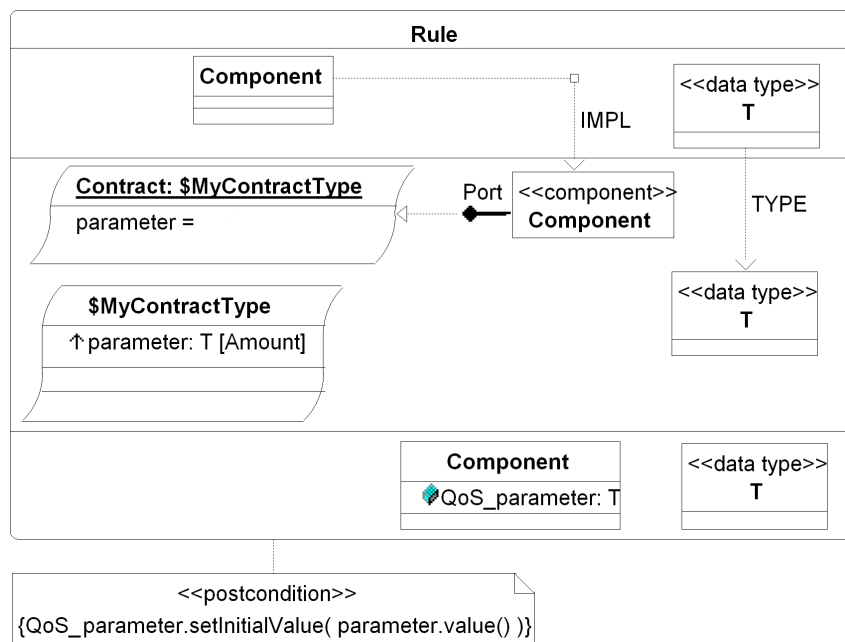 Rule
Component
<<data type>>
T
IMPL
TYPE
Contract: $MyContractType
parameter =
Port
<<component>>
Component
<<data type>>
T
$MyContractType
↑ parameter: T [Amount]
Component
QoS_parameter: T
<<data type>>
T
<<postcondition>>
{QoS_parameter.setInitialValue( parameter.value() )}